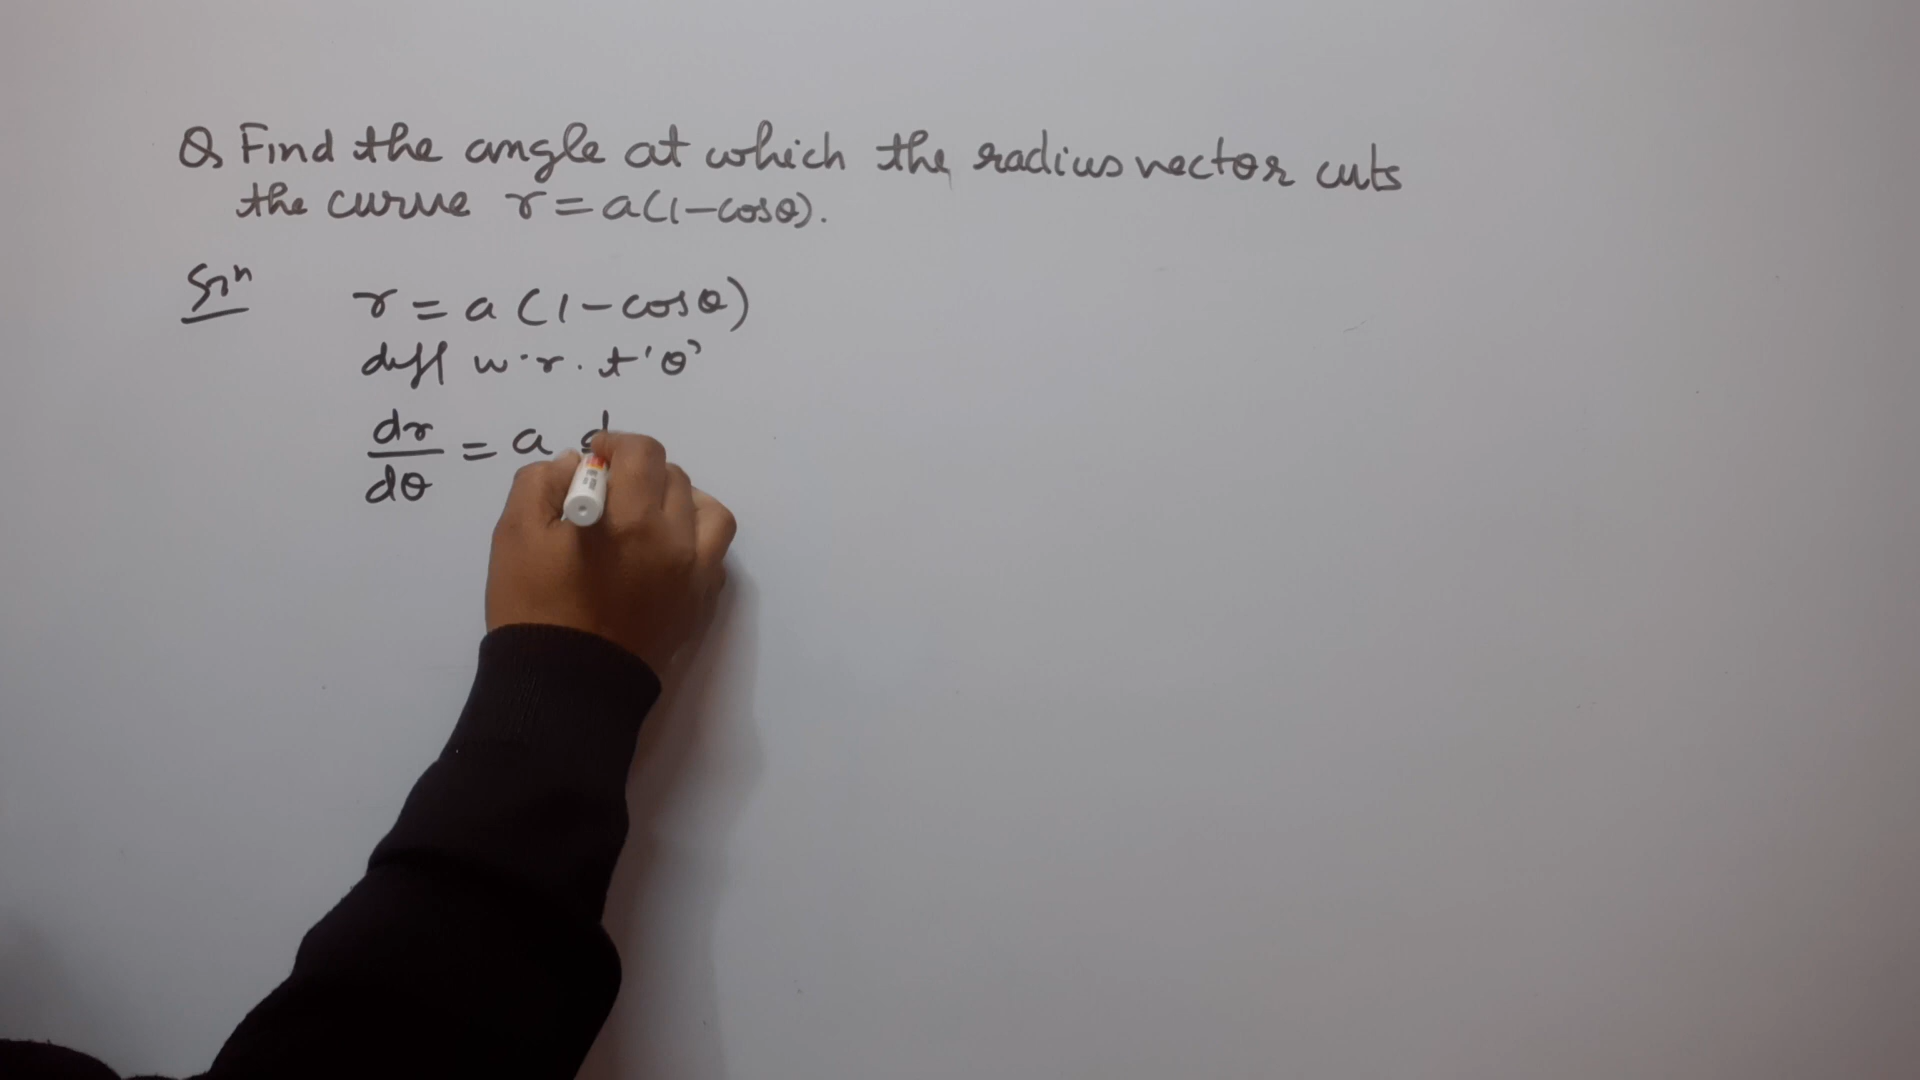 Q Find the angle at which the radius vector cuts
the curve r=a(1-cosθ).
Solⁿ
r = a (1-cosθ)
diff w.r.t 'θ'
dr/dθ = a d